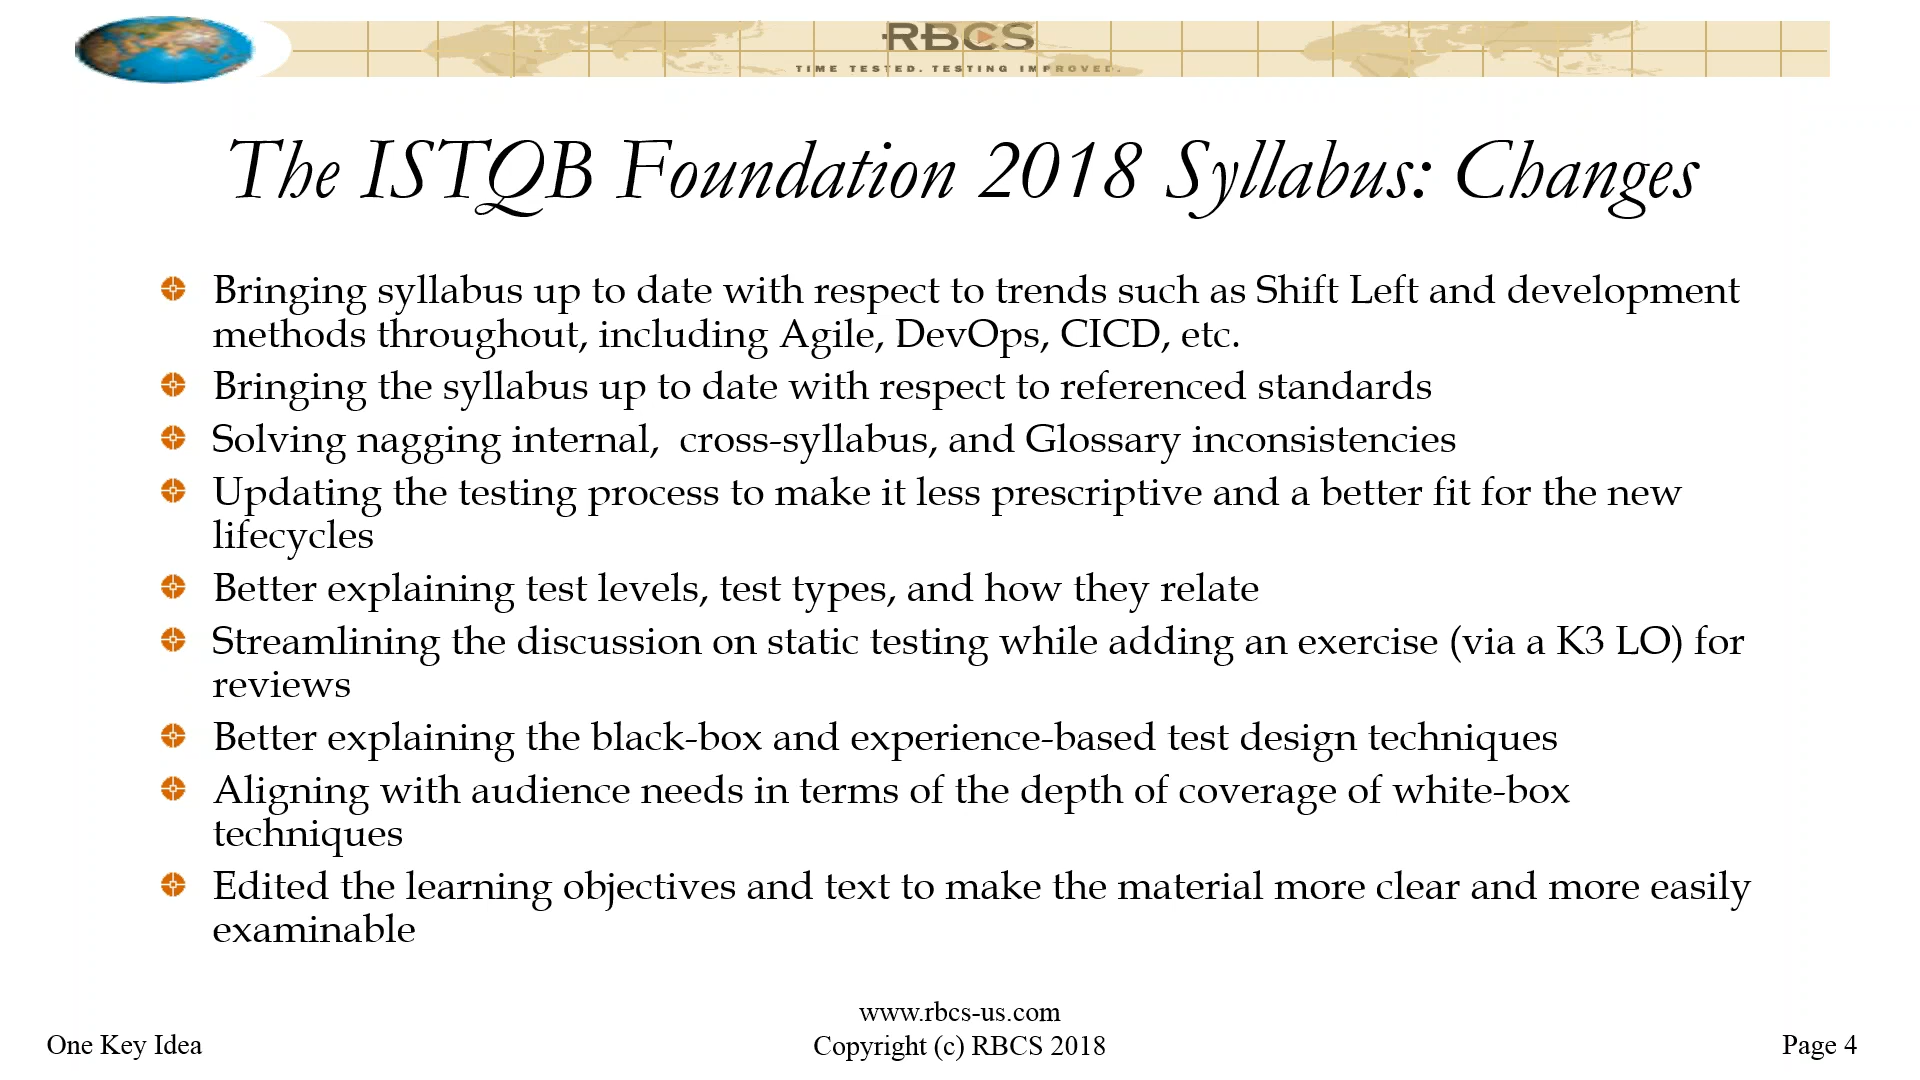 RBCS
TIME TESTED. TESTING IMPROVED.
The ISTQB Foundation 2018 Syllabus: Changes
Bringing syllabus up to date with respect to trends such as Shift Left and development
methods throughout, including Agile, DevOps, CICD, etc.
Bringing the syllabus up to date with respect to referenced standards
Solving nagging internal,  cross-syllabus, and Glossary inconsistencies
Updating the testing process to make it less prescriptive and a better fit for the new
lifecycles
Better explaining test levels, test types, and how they relate
Streamlining the discussion on static testing while adding an exercise (via a K3 LO) for
reviews
Better explaining the black-box and experience-based test design techniques
Aligning with audience needs in terms of the depth of coverage of white-box
techniques
Edited the learning objectives and text to make the material more clear and more easily
examinable
www.rbcs-us.com
One Key Idea
Copyright (c) RBCS 2018
Page 4